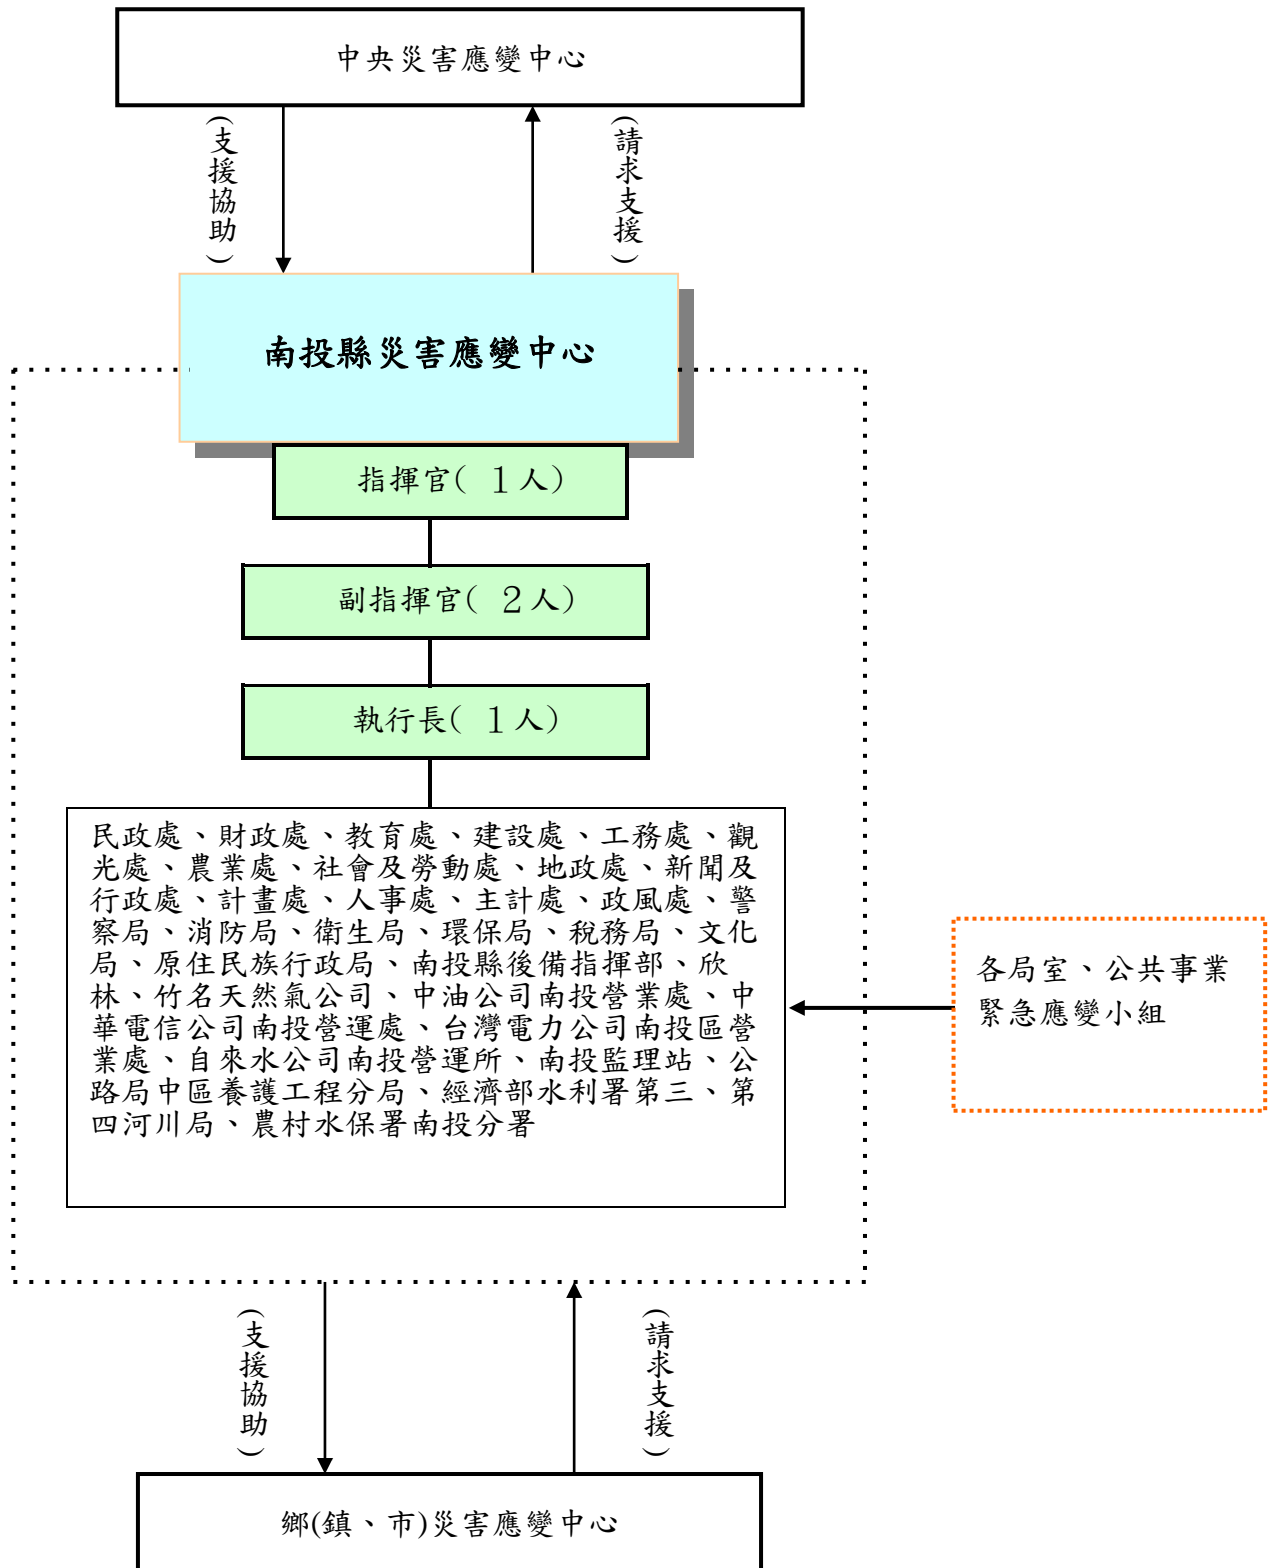 中央災害應變中心
(支援協助)
(請求支援)
南投縣災害應變中心
指揮官( 1人)
副指揮官( 2人)
執行長( 1人)
民政處、財政處、教育處、建設處、工務處、觀
光處、農業處、社會及勞動處、地政處、新聞及
行政處、計畫處、人事處、主計處、政風處、警
察局、消防局、衛生局、環保局、稅務局、文化
局、原住民族行政局、南投縣後備指揮部、欣
林、竹名天然氣公司、中油公司南投營業處、中
華電信公司南投營運處、台灣電力公司南投區營
業處、自來水公司南投營運所、南投監理站、公
路局中區養護工程分局、經濟部水利署第三、第
四河川局、農村水保署南投分署
各局室、公共事業
緊急應變小組
(支援協助)
(請求支援)
鄉(鎮、市)災害應變中心